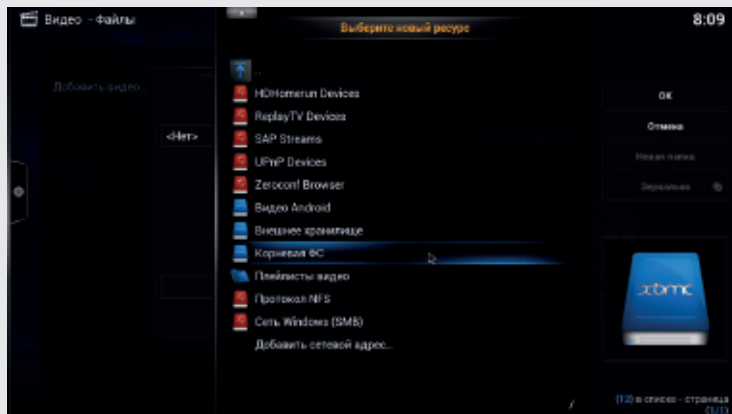 Видео - Файлы
Выберите новый ресурс
8:09
Добавить видео...
<Нет>
..
HDHomerun Devices
ReplayTV Devices
SAP Streams
UPnP Devices
Zeroconf Browser
Видео Android
Внешнее хранилище
Корневая ФС
Плейлисты видео
Протокол NFS
Сеть Windows (SMB)
Добавить сетевой адрес...
OK
Отмена
Новая папка
Зеркально
xbmc
/
(12) в списке - страница
(1/1)